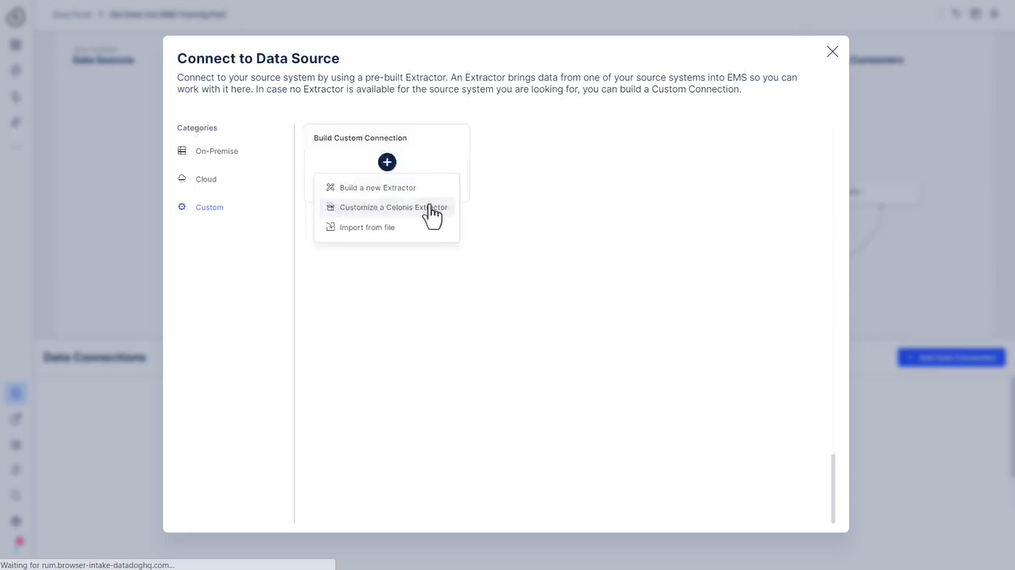 Connect to Data Source
Connect to your source system by using a pre-built Extractor. An Extractor brings data from one of your source systems into EMS so you can
work with it here. In case no Extractor is available for the source system you are looking for, you can build a Custom Connection.
Categories
On-Premise
Cloud
Custom
Build Custom Connection
Build a new Extractor
Customize a Celonis Extractor
Import from file
Data Connections
Waiting for rum.browser-intake-datadoghq.com...